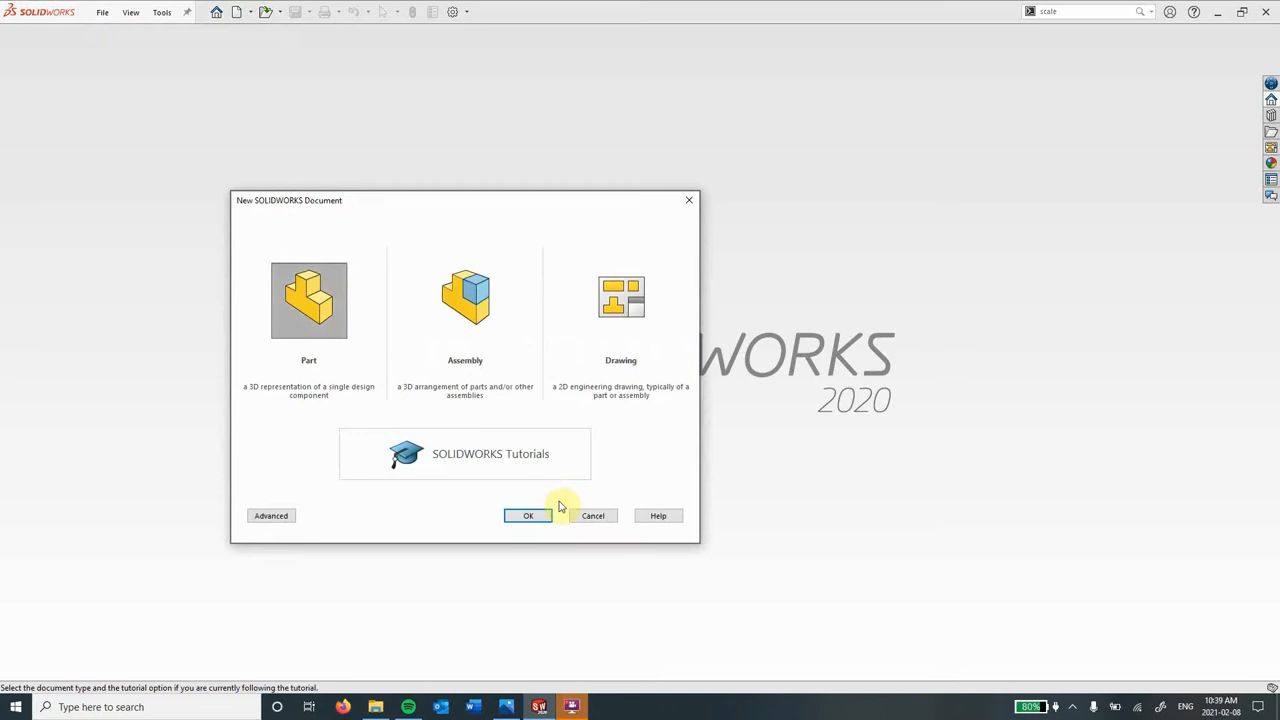 SOLIDWORKS File View Tools scale
New SOLIDWORKS Document
Part Assembly Drawing
a 3D representation of a single design component
a 3D arrangement of parts and/or other assemblies
a 2D engineering drawing, typically of a part or assembly
WORKS
2020
SOLIDWORKS Tutorials
Advanced OK Cancel Help
Select the document type and the tutorial option if you are currently following the tutorial.
Type here to search 80% ENG 10:39 AM
2021-02-08